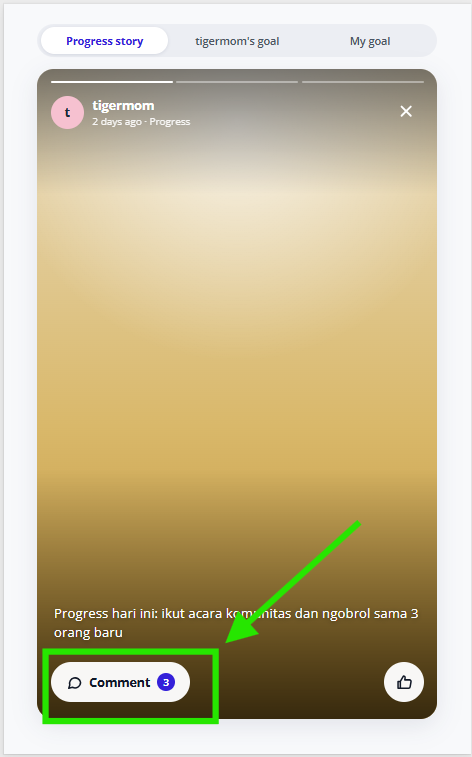 Progress story
tigermom's goal
My goal
t
tigermom
2 days ago · Progress
Progress hari ini: ikut acara komunitas dan ngobrol sama 3
orang baru
Comment 3